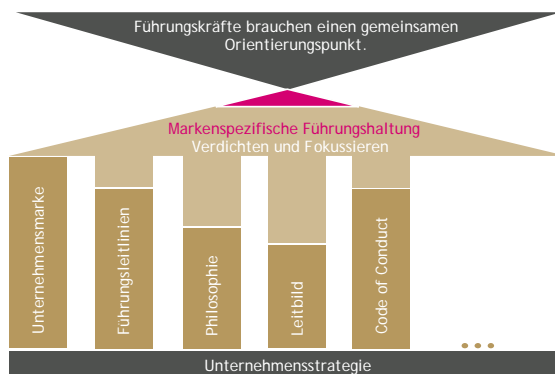 Führungskräfte brauchen einen gemeinsamen
Orientierungspunkt.
Markenspezifische Führungshaltung
Verdichten und Fokussieren
Unternehmensmarke
Führungsleitlinien
Philosophie
Leitbild
Code of Conduct
...
Unternehmensstrategie